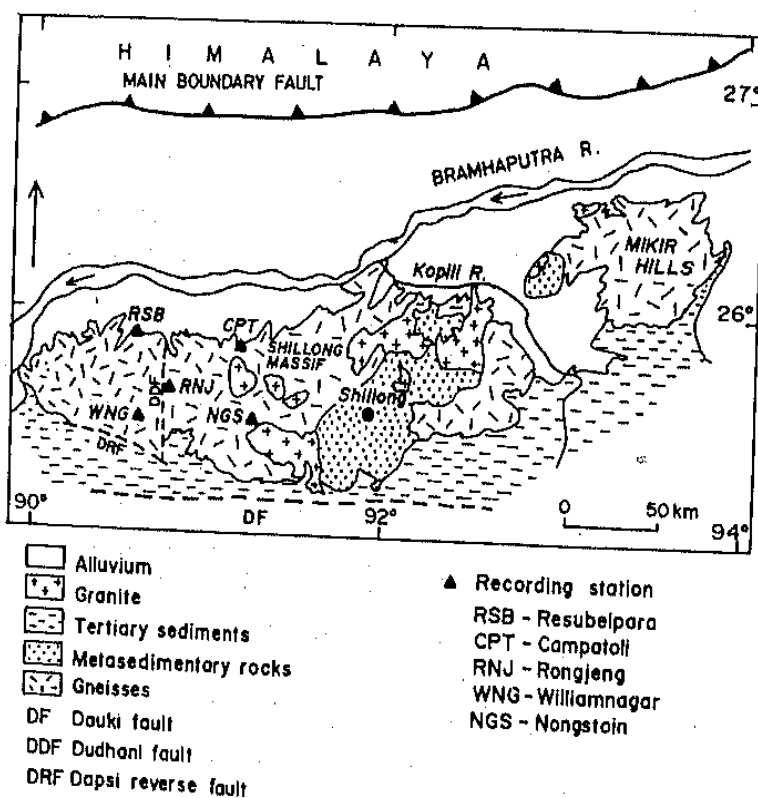 HIMALAYA
MAIN BOUNDARY FAULT
27°
BRAMHAPUTRA R.
MIKIR
HILLS
Kopili R.
26°
RSB
CPT
SHILLONG
MASSIF
DDF
RNJ
Shillong
WNG
NGS
DRF
90°
DF
92°
0 50 km
94°
Alluvium
Granite
Tertiary sediments
Metasedimentary rocks
Gneisses
DF Dauki fault
DDF Dudhani fault
DRF Dapsi reverse fault
Recording station
RSB - Resubelpara
CPT - Campatoli
RNJ - Rongjeng
WNG - Williamnagar
NGS - Nongstoin